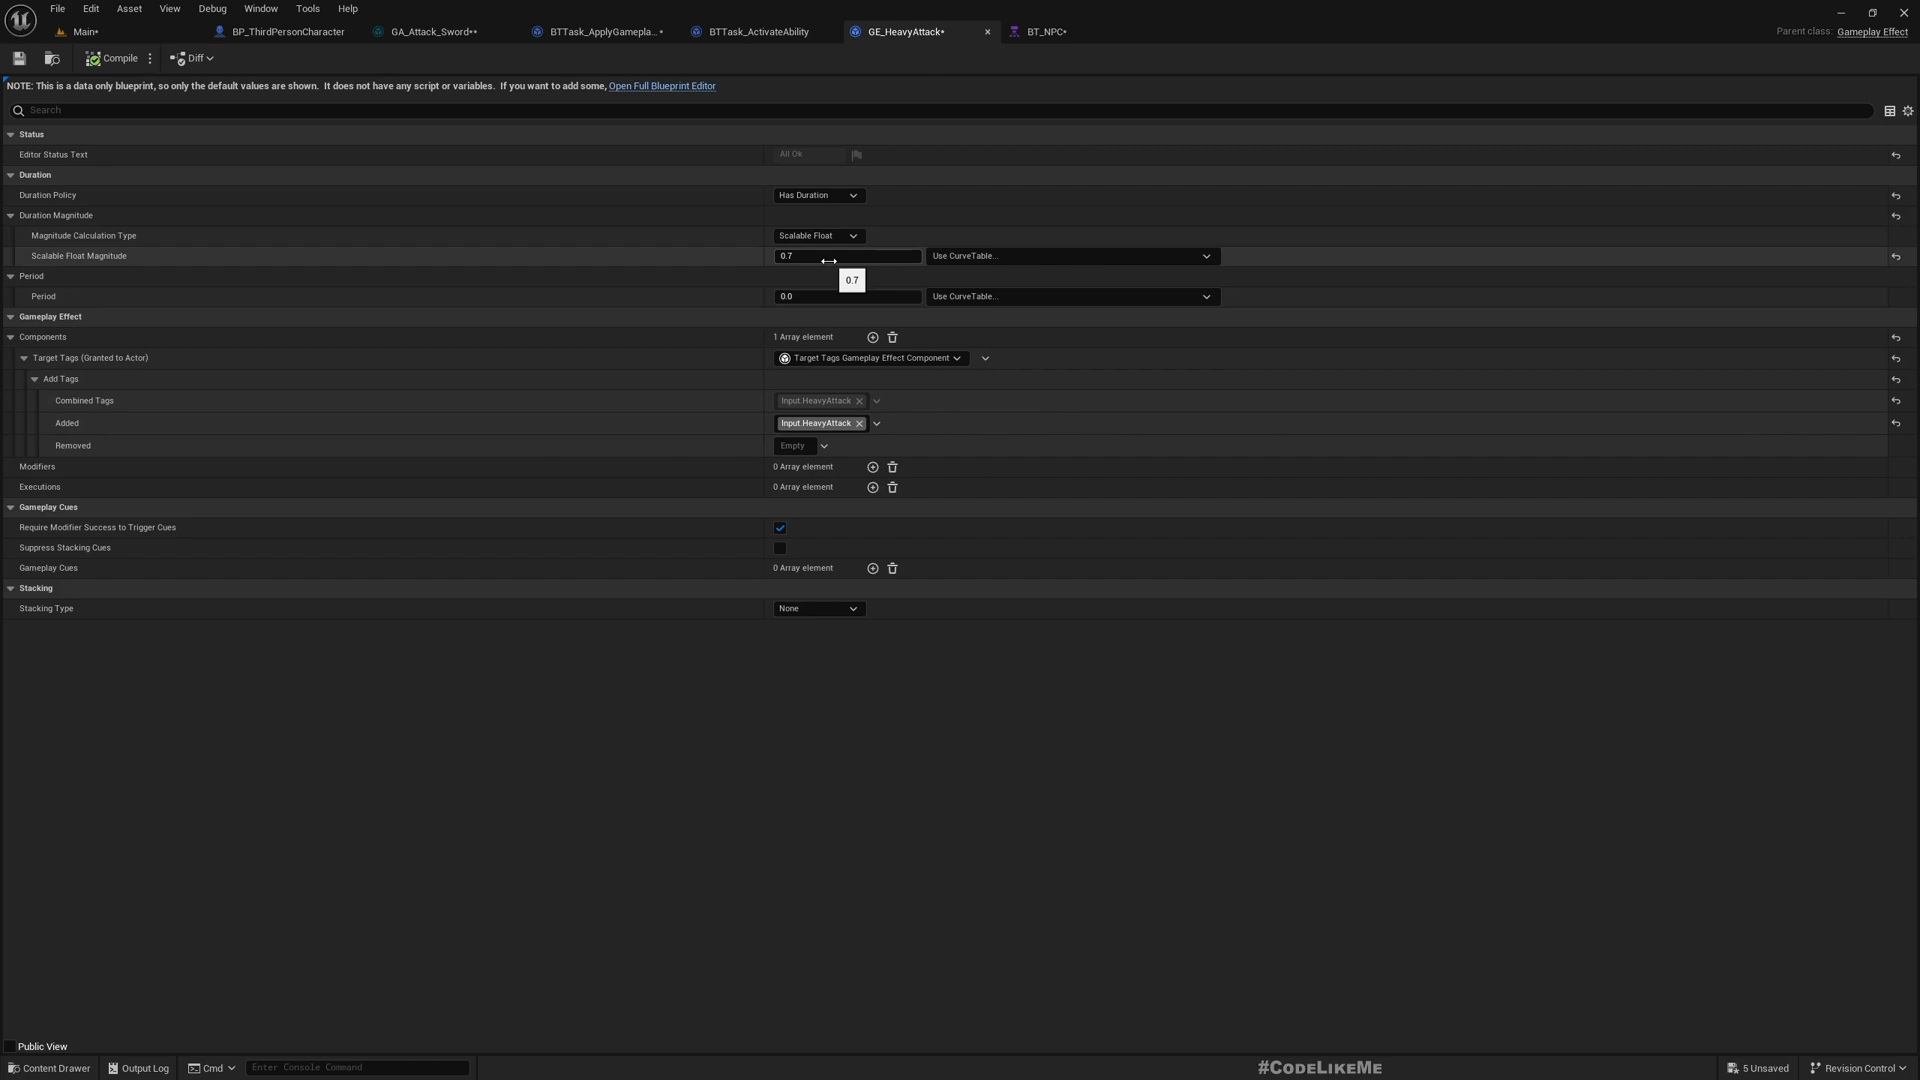 File Edit Asset View Debug Window Tools Help
Main* BP_ThirdPersonCharacter GA_Attack_Sword** BTTask_ApplyGamepla... * BTTask_ActivateAbility GE_HeavyAttack* BT_NPC* Parent class: Gameplay Effect
Compile Diff
NOTE: This is a data only blueprint, so only the default values are shown. It does not have any script or variables. If you want to add some, Open Full Blueprint Editor
Search
Status
Editor Status Text All Ok
Duration
Duration Policy Has Duration
Duration Magnitude
Magnitude Calculation Type Scalable Float
Scalable Float Magnitude 0.7 Use CurveTable...
Period 0.7
Period 0.0 Use CurveTable...
Gameplay Effect
Components 1 Array element
Target Tags (Granted to Actor) Target Tags Gameplay Effect Component
Add Tags
Combined Tags Input.HeavyAttack
Added Input.HeavyAttack
Removed Empty
Modifiers 0 Array element
Executions 0 Array element
Gameplay Cues
Require Modifier Success to Trigger Cues
Suppress Stacking Cues
Gameplay Cues 0 Array element
Stacking
Stacking Type None
Public View
Content Drawer Output Log Cmd Enter Console Command #CodeLikeMe 5 Unsaved Revision Control